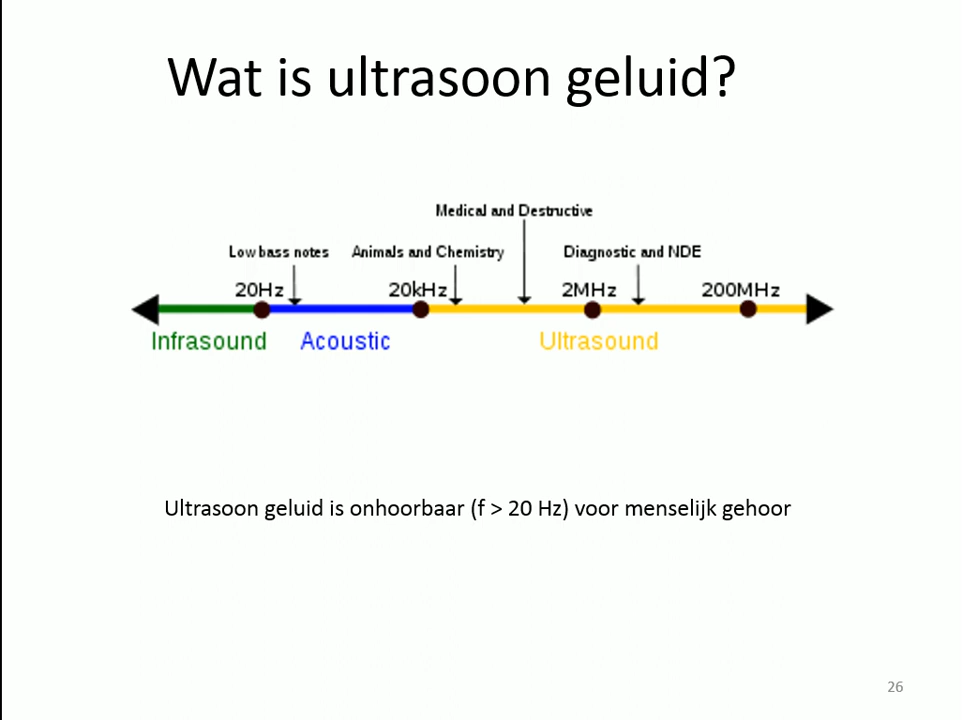 Wat is ultrasoon geluid?
Medical and Destructive
Low bass notes Animals and Chemistry Diagnostic and NDE
20Hz 20kHz 2MHz 200MHz
Infrasound Acoustic Ultrasound
Ultrasoon geluid is onhoorbaar (f > 20 Hz) voor menselijk gehoor
26